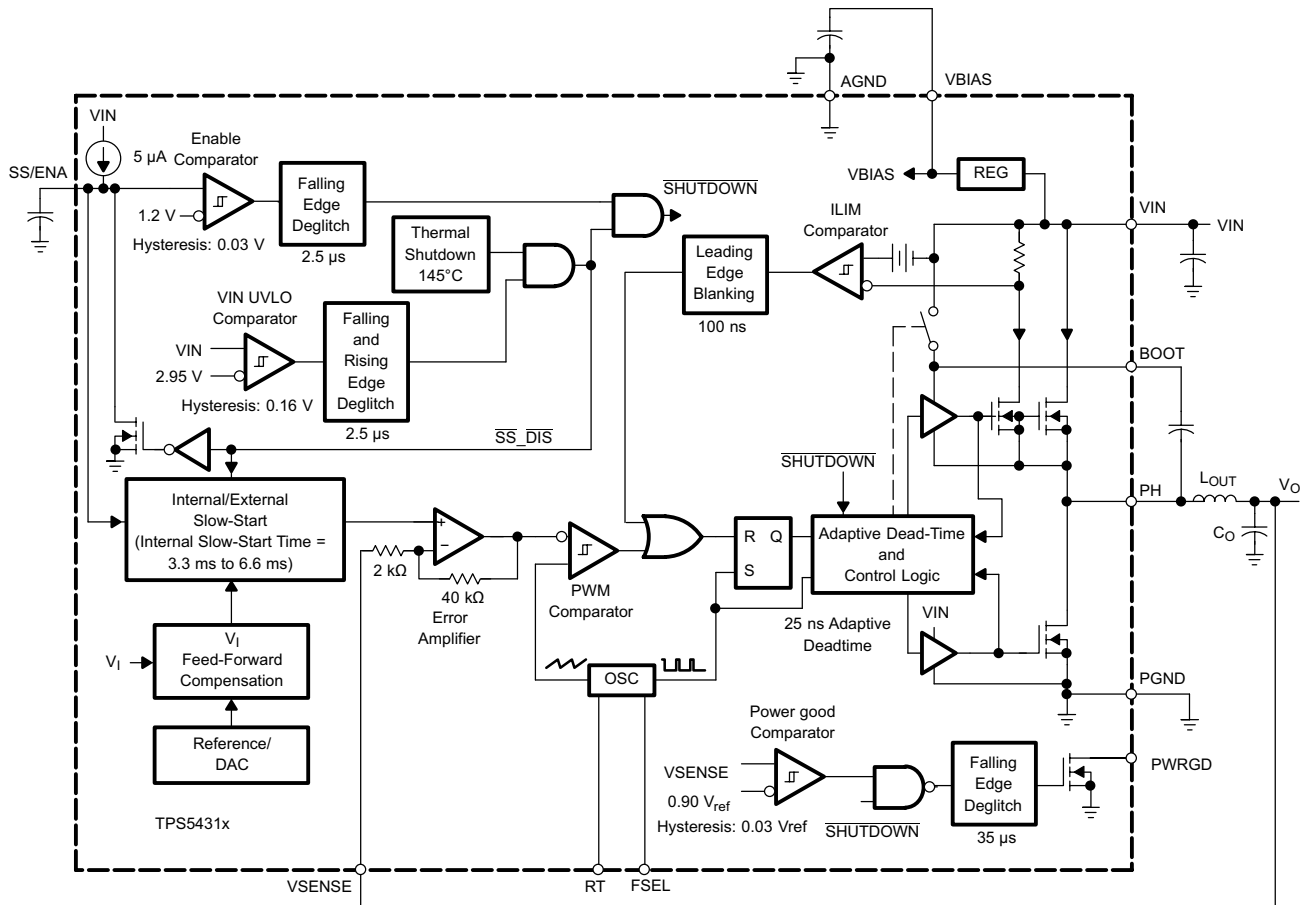 AGND
VBIAS
VIN
5 µA
Enable
Comparator
SS/ENA
1.2 V
Hysteresis: 0.03 V
Falling
Edge
Deglitch
2.5 µs
SHUTDOWN
Thermal
Shutdown
145°C
VIN UVLO
Comparator
VIN
2.95 V
Hysteresis: 0.16 V
Falling
and
Rising
Edge
Deglitch
2.5 µs
SS_DIS
VBIAS
REG
VIN
VIN
ILIM
Comparator
Leading
Edge
Blanking
100 ns
BOOT
Internal/External
Slow-Start
(Internal Slow-Start Time =
3.3 ms to 6.6 ms)
+
−
2 kΩ
40 kΩ
Error
Amplifier
PWM
Comparator
R Q
S
SHUTDOWN
Adaptive Dead-Time
and
Control Logic
25 ns Adaptive
Deadtime
VIN
PH
LOUT
VO
CO
VI
VI
Feed-Forward
Compensation
Reference/
DAC
OSC
PGND
Power good
Comparator
VSENSE
0.90 Vref
Hysteresis: 0.03 Vref
SHUTDOWN
Falling
Edge
Deglitch
35 µs
PWRGD
TPS5431x
VSENSE
RT
FSEL